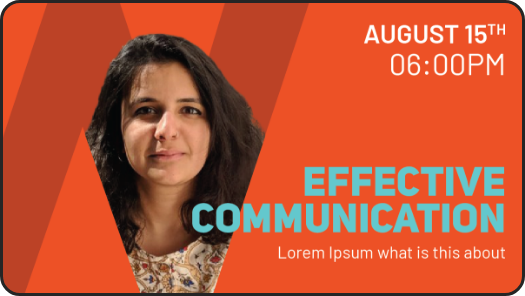 AUGUST 15TH
06:00PM
EFFECTIVE
COMMUNICATION
Lorem Ipsum what is this about